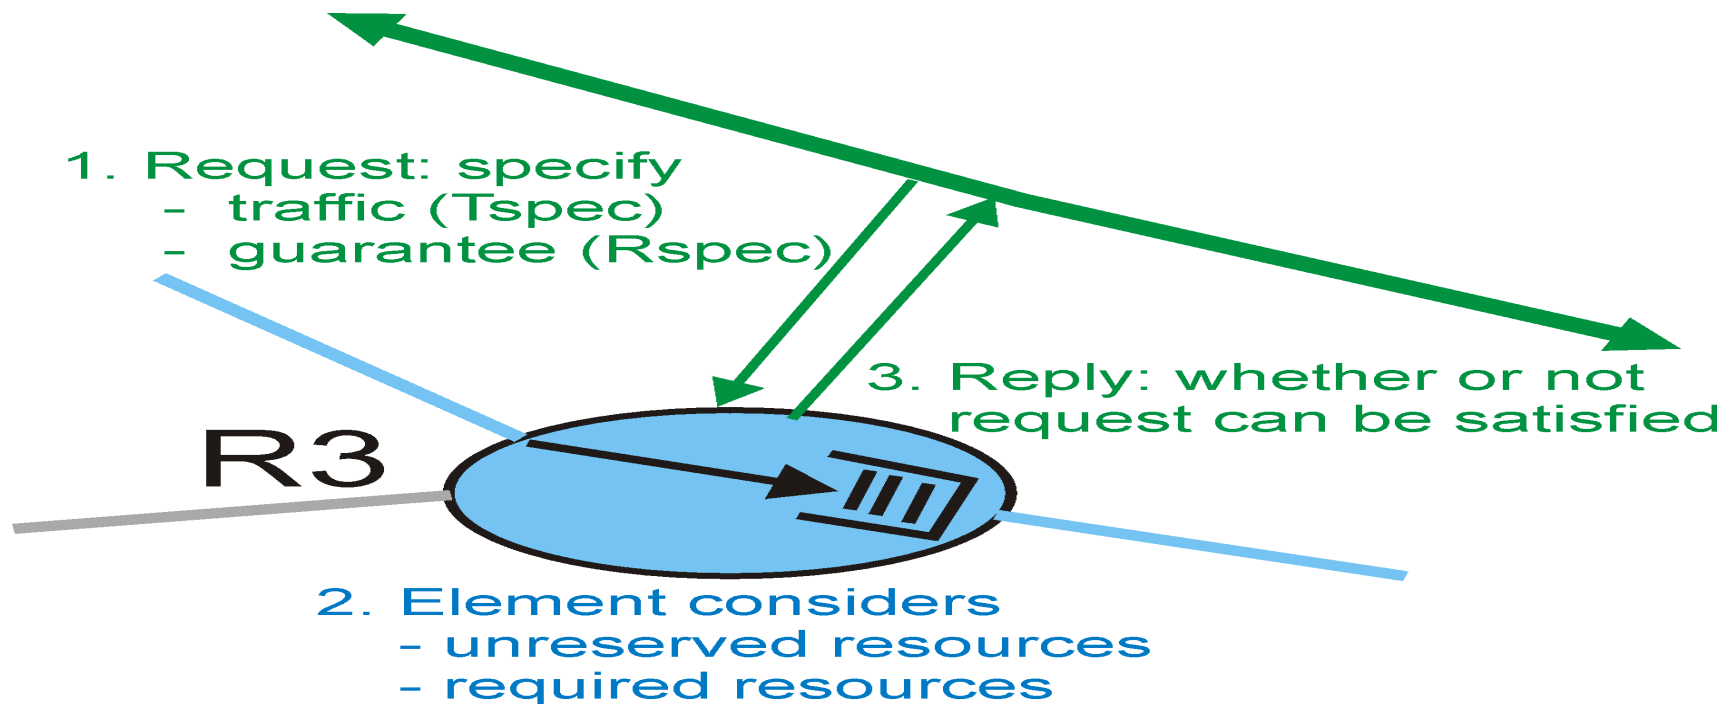 1. Request: specify
- traffic (Tspec)
- guarantee (Rspec)
3. Reply: whether or not
request can be satisfied
R3
2. Element considers
- unreserved resources
- required resources